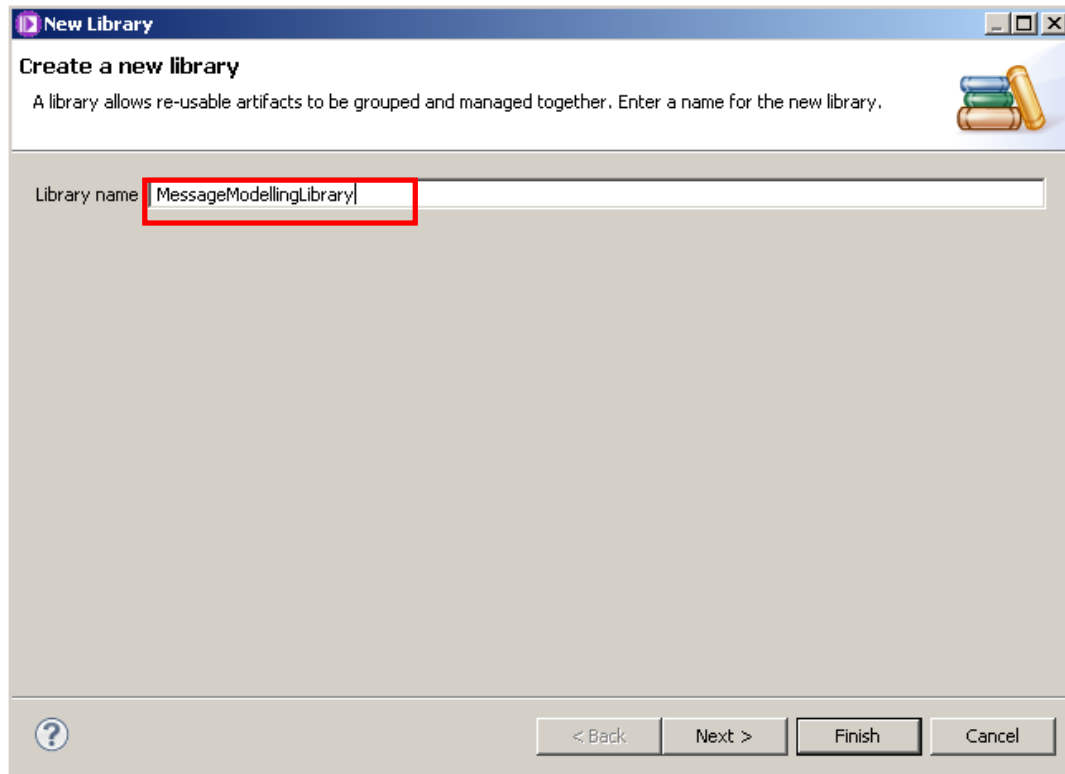 New Library
Create a new library
A library allows re-usable artifacts to be grouped and managed together. Enter a name for the new library.
Library name MessageModellingLibrary
? < Back Next > Finish Cancel